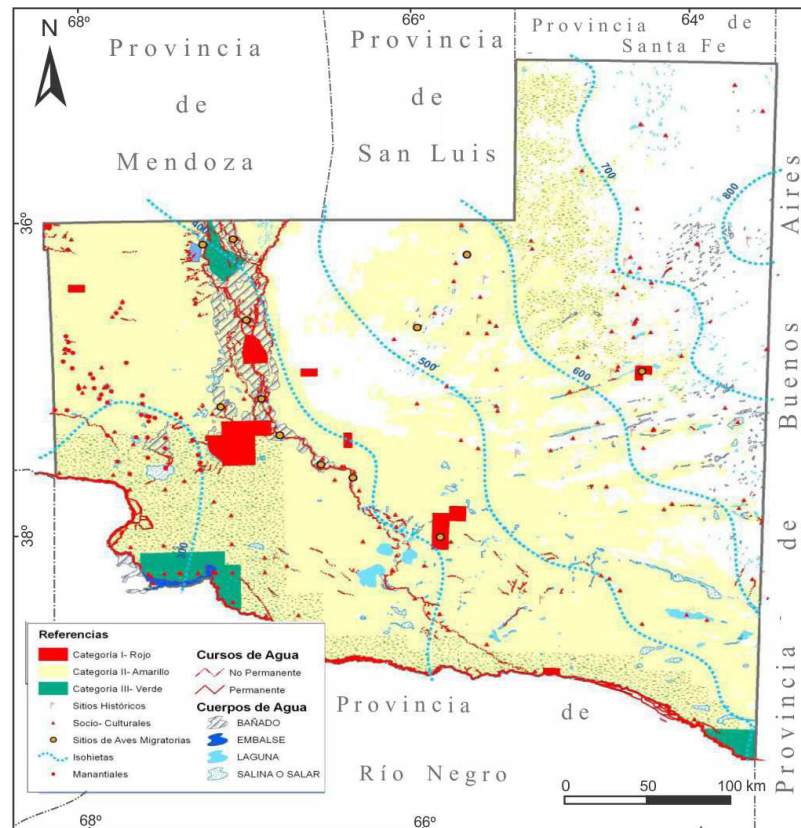 68º
66º
64º
N
Provincia
de
Mendoza
Provincia
de
San Luis
Provincia de
Santa Fe
Provincia de Buenos Aires
36º
38º
400
500
600
700
800
Referencias
Categoría I- Rojo
Categoría II- Amarillo
Categoría III- Verde
Sitios Históricos
Socio- Culturales
Sitios de Aves Migratorias
Isohietas
Manantiales
Cursos de Agua
No Permanente
Permanente
Cuerpos de Agua
BAÑADO
EMBALSE
LAGUNA
SALINA O SALAR
Provincia de
Río Negro
0 50 100 km
68º
66º